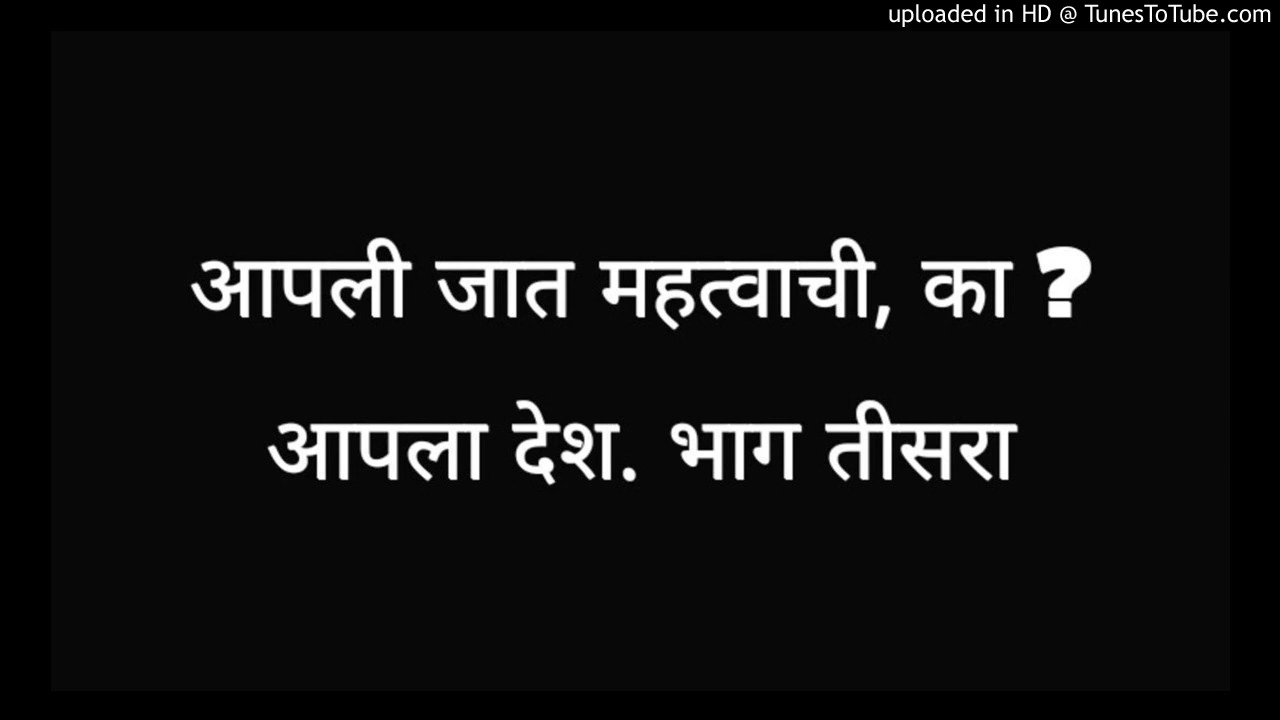 uploaded in HD @ TunesToTube.com
आपली जात महत्वाची, का ?
आपला देश. भाग तीसरा